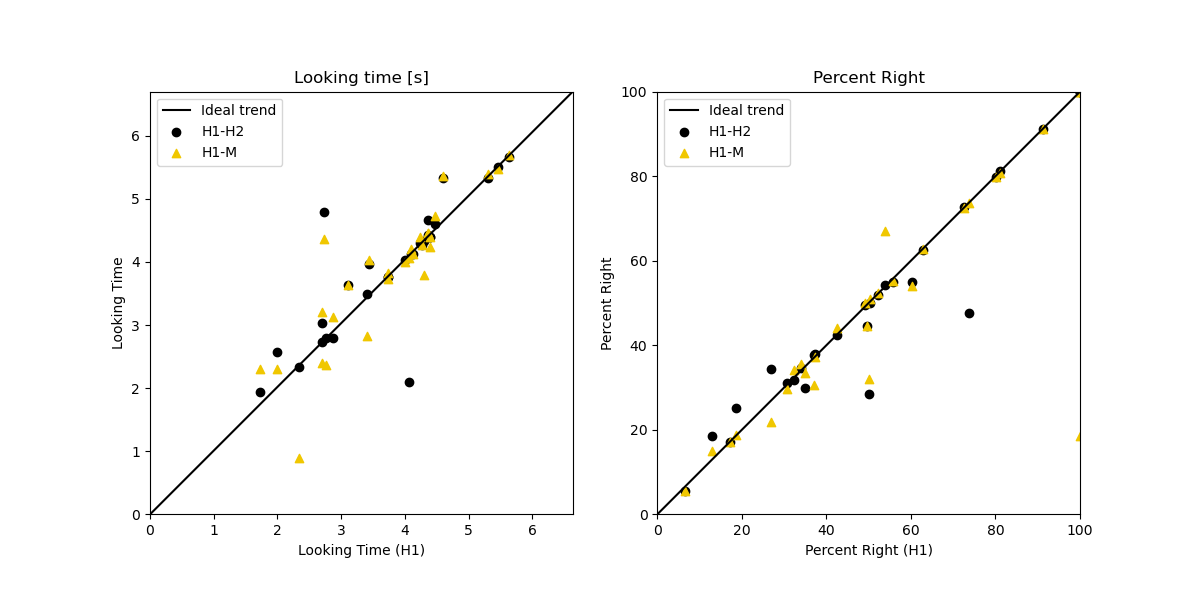 Looking time [s]
Ideal trend
H1-H2
H1-M
6
5
4
3
2
1
0
0 1 2 3 4 5 6
Looking Time
Looking Time (H1)
Percent Right
Ideal trend
H1-H2
H1-M
100
80
60
40
20
0
0 20 40 60 80 100
Percent Right
Percent Right (H1)